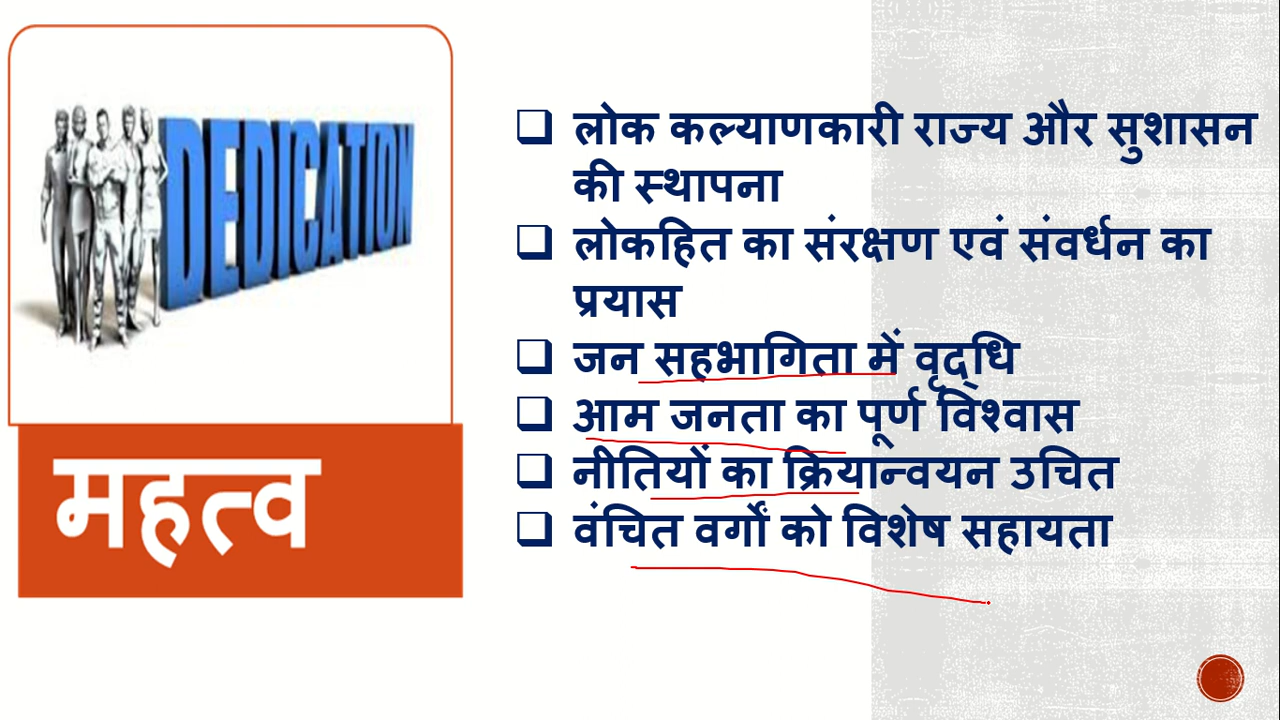 DEDICATION
महत्व
❑ लोक कल्याणकारी राज्य और सुशासन
की स्थापना
❑ लोकहित का संरक्षण एवं संवर्धन का
प्रयास
❑ जन सहभागिता में वृद्धि
❑ आम जनता का पूर्ण विश्वास
❑ नीतियों का क्रियान्वयन उचित
❑ वंचित वर्गों को विशेष सहायता